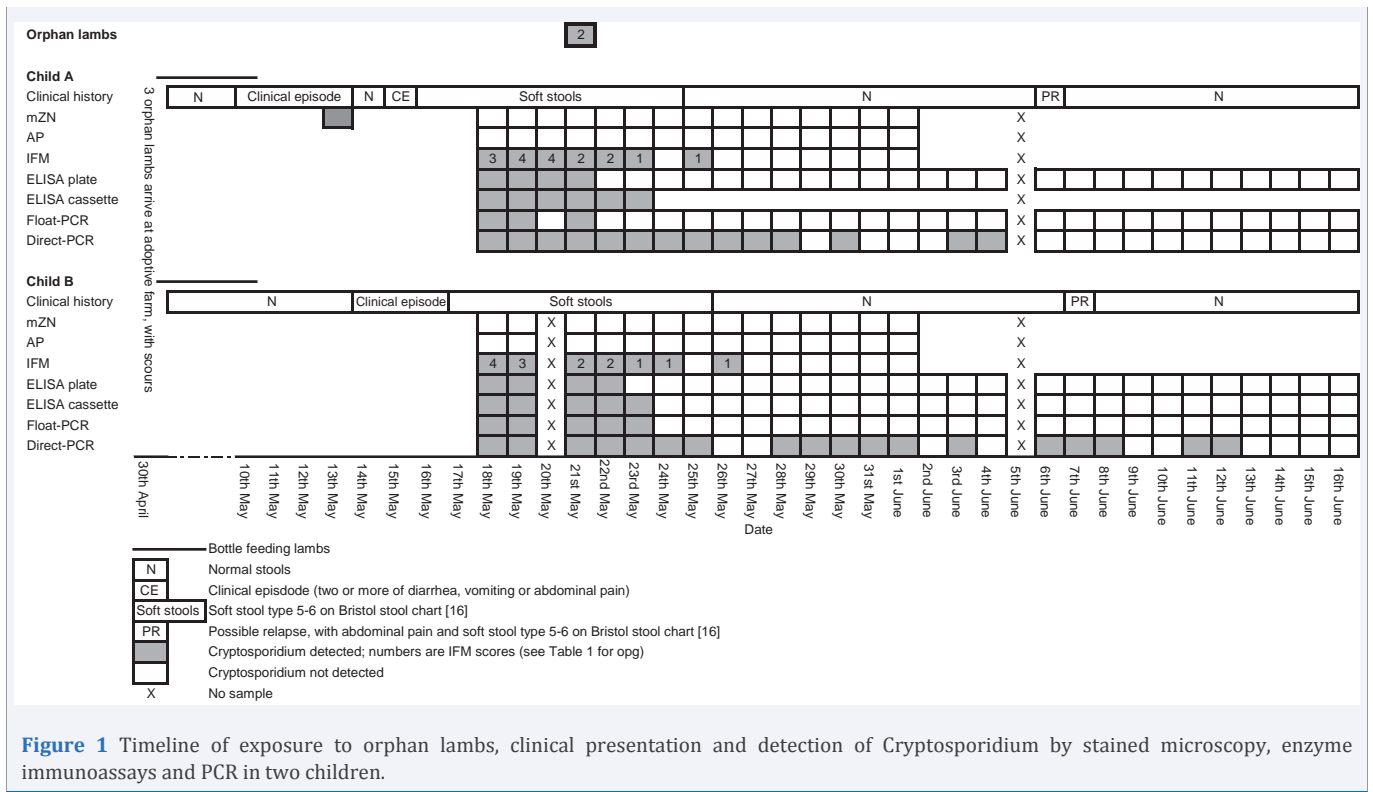 Orphan lambs 2
Child A
Clinical history N Clinical episode N CE Soft stools N PR N
mZN X
AP X
IFM 3 4 4 2 2 1 1 X
ELISA plate X
ELISA cassette X
Float-PCR X
Direct-PCR X
3 orphan lambs arrive at adoptive farm, with scours
Child B
Clinical history N Clinical episode Soft stools N PR N
mZN X X
AP X X
IFM 4 3 X 2 2 1 1 1 X
ELISA plate X X
ELISA cassette X X
Float-PCR X X
Direct-PCR X X
30th April 10th May 11th May 12th May 13th May 14th May 15th May 16th May 17th May 18th May 19th May 20th May 21st May 22nd May 23rd May 24th May 25th May 26th May 27th May 28th May 29th May 30th May 31st May 1st June 2nd June 3rd June 4th June 5th June 6th June 7th June 8th June 9th June 10th June 11th June 12th June 13th June 14th June 15th June 16th June
Date
Bottle feeding lambs
N Normal stools
CE Clinical episdode (two or more of diarrhea, vomiting or abdominal pain)
Soft stools Soft stool type 5-6 on Bristol stool chart [16]
PR Possible relapse, with abdominal pain and soft stool type 5-6 on Bristol stool chart [16]
Cryptosporidium detected; numbers are IFM scores (see Table 1 for opg)
Cryptosporidium not detected
X No sample
Figure 1 Timeline of exposure to orphan lambs, clinical presentation and detection of Cryptosporidium by stained microscopy, enzyme
immunoassays and PCR in two children.